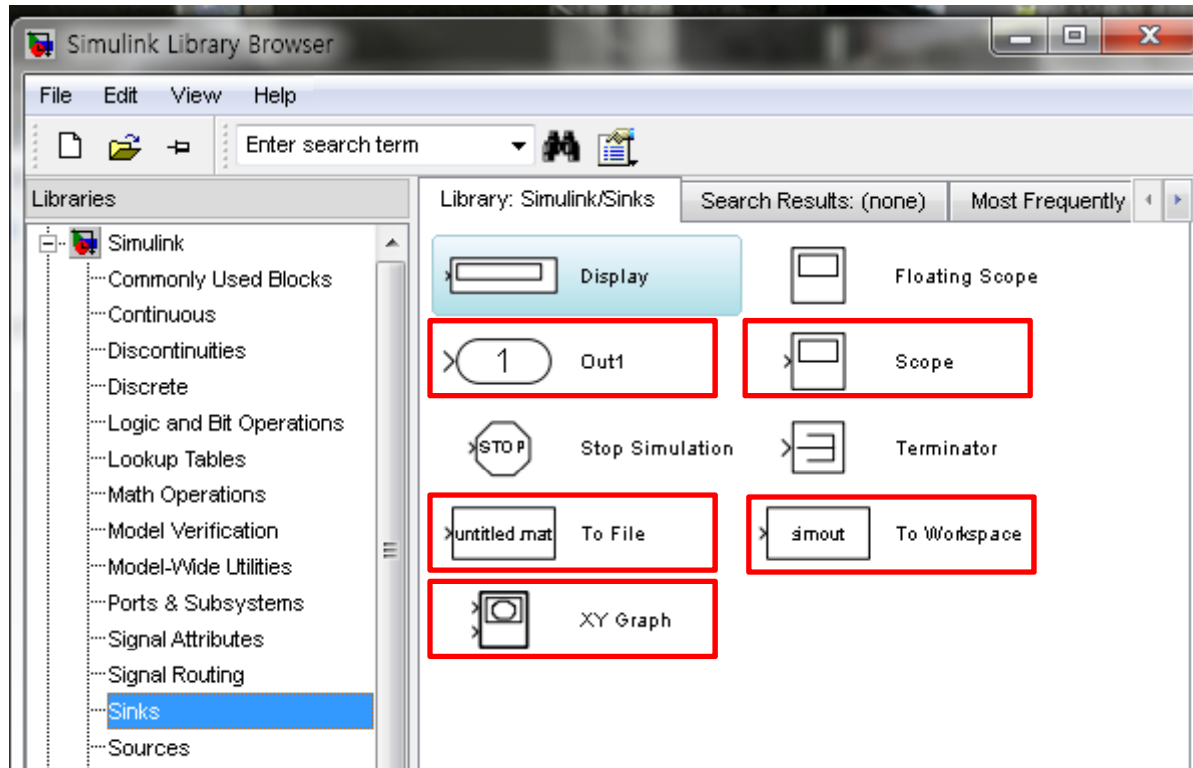 Simulink Library Browser
File Edit View Help
Enter search term
Libraries
Library: Simulink/Sinks Search Results: (none) Most Frequently
Simulink
Commonly Used Blocks
Continuous
Discontinuities
Discrete
Logic and Bit Operations
Lookup Tables
Math Operations
Model Verification
Model-Wide Utilities
Ports & Subsystems
Signal Attributes
Signal Routing
Sinks
Sources
Display
Floating Scope
1 Out1
Scope
STOP Stop Simulation
Terminator
untitled.mat To File
simout To Workspace
XY Graph